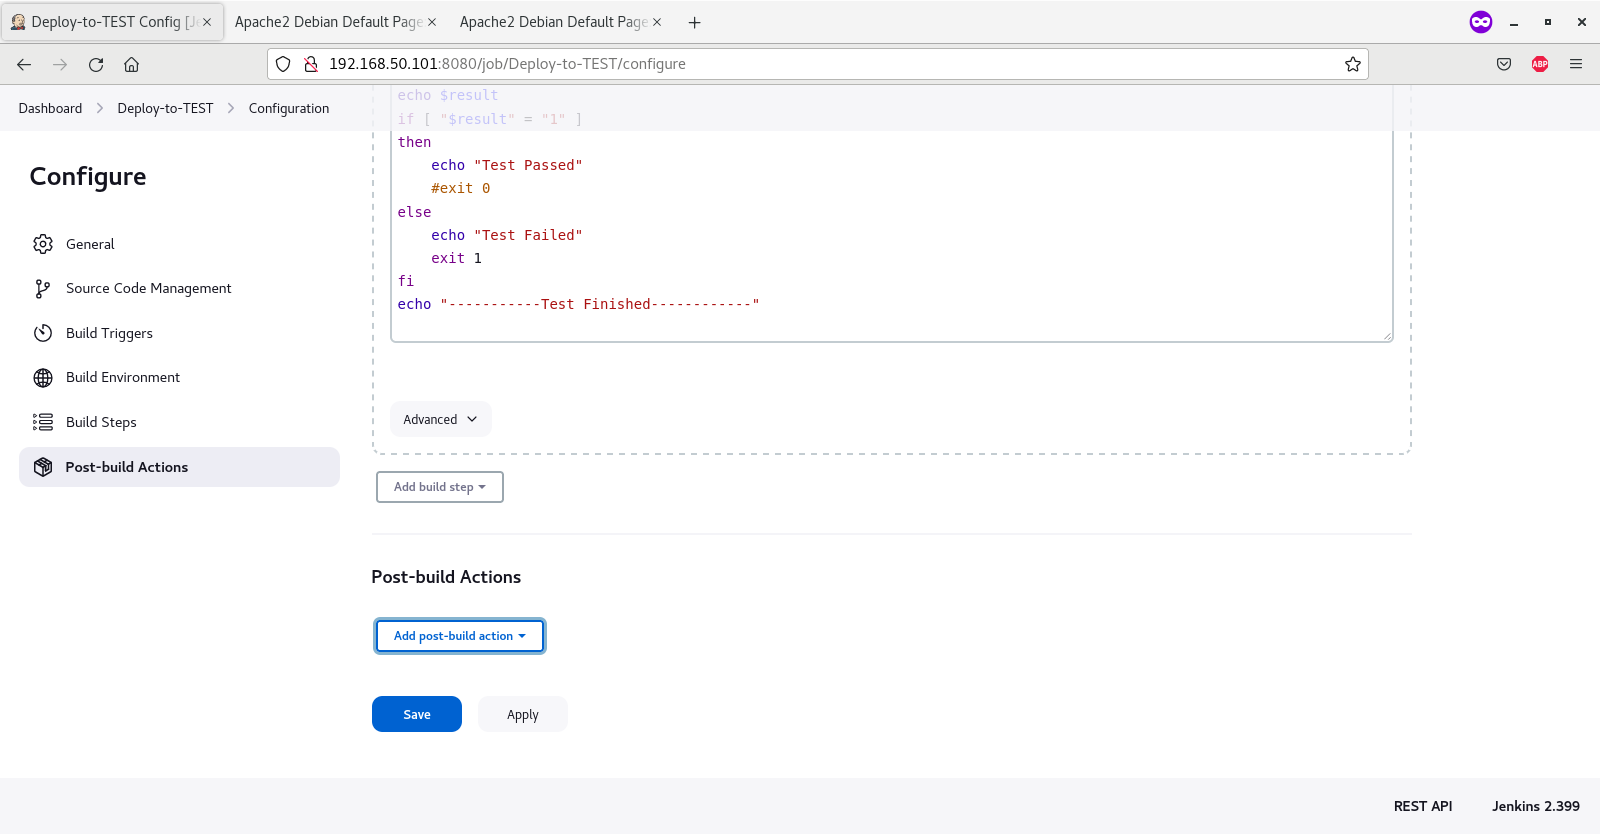 Deploy-to-TEST Config [Je
Apache2 Debian Default Page
Apache2 Debian Default Page
192.168.50.101:8080/job/Deploy-to-TEST/configure
ABP
Dashboard > Deploy-to-TEST > Configuration
echo $result
if [ "$result" = "1" ]
then
    echo "Test Passed"
    #exit 0
else
    echo "Test Failed"
    exit 1
fi
echo "-----------Test Finished------------"
Configure
General
Source Code Management
Build Triggers
Build Environment
Build Steps
Post-build Actions
Advanced
Add build step
Post-build Actions
Add post-build action
Save
Apply
REST API
Jenkins 2.399